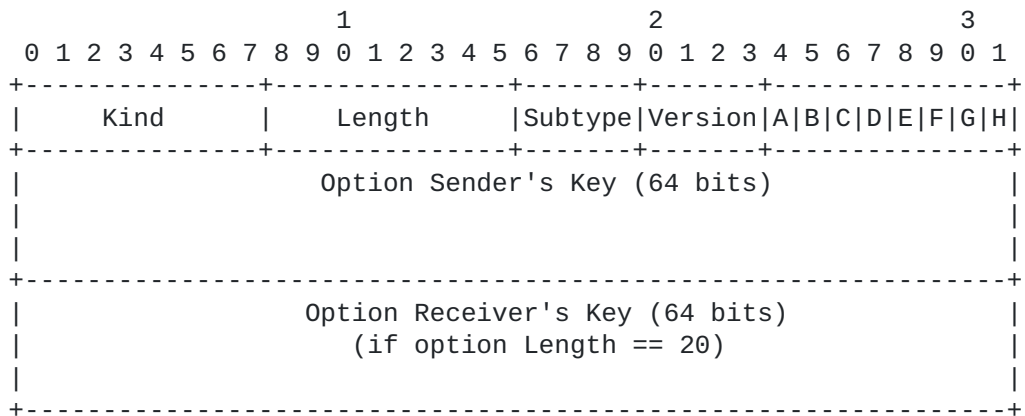 1                   2                   3
 0 1 2 3 4 5 6 7 8 9 0 1 2 3 4 5 6 7 8 9 0 1 2 3 4 5 6 7 8 9 0 1
+---------------+---------------+-------+-------+---------------+
|     Kind      |    Length     |Subtype|Version|A|B|C|D|E|F|G|H|
+---------------+---------------+-------+-------+---------------+
|                   Option Sender's Key (64 bits)               |
|                                                               |
|                                                               |
+---------------------------------------------------------------+
|                  Option Receiver's Key (64 bits)              |
|                     (if option Length == 20)                  |
|                                                               |
+---------------------------------------------------------------+